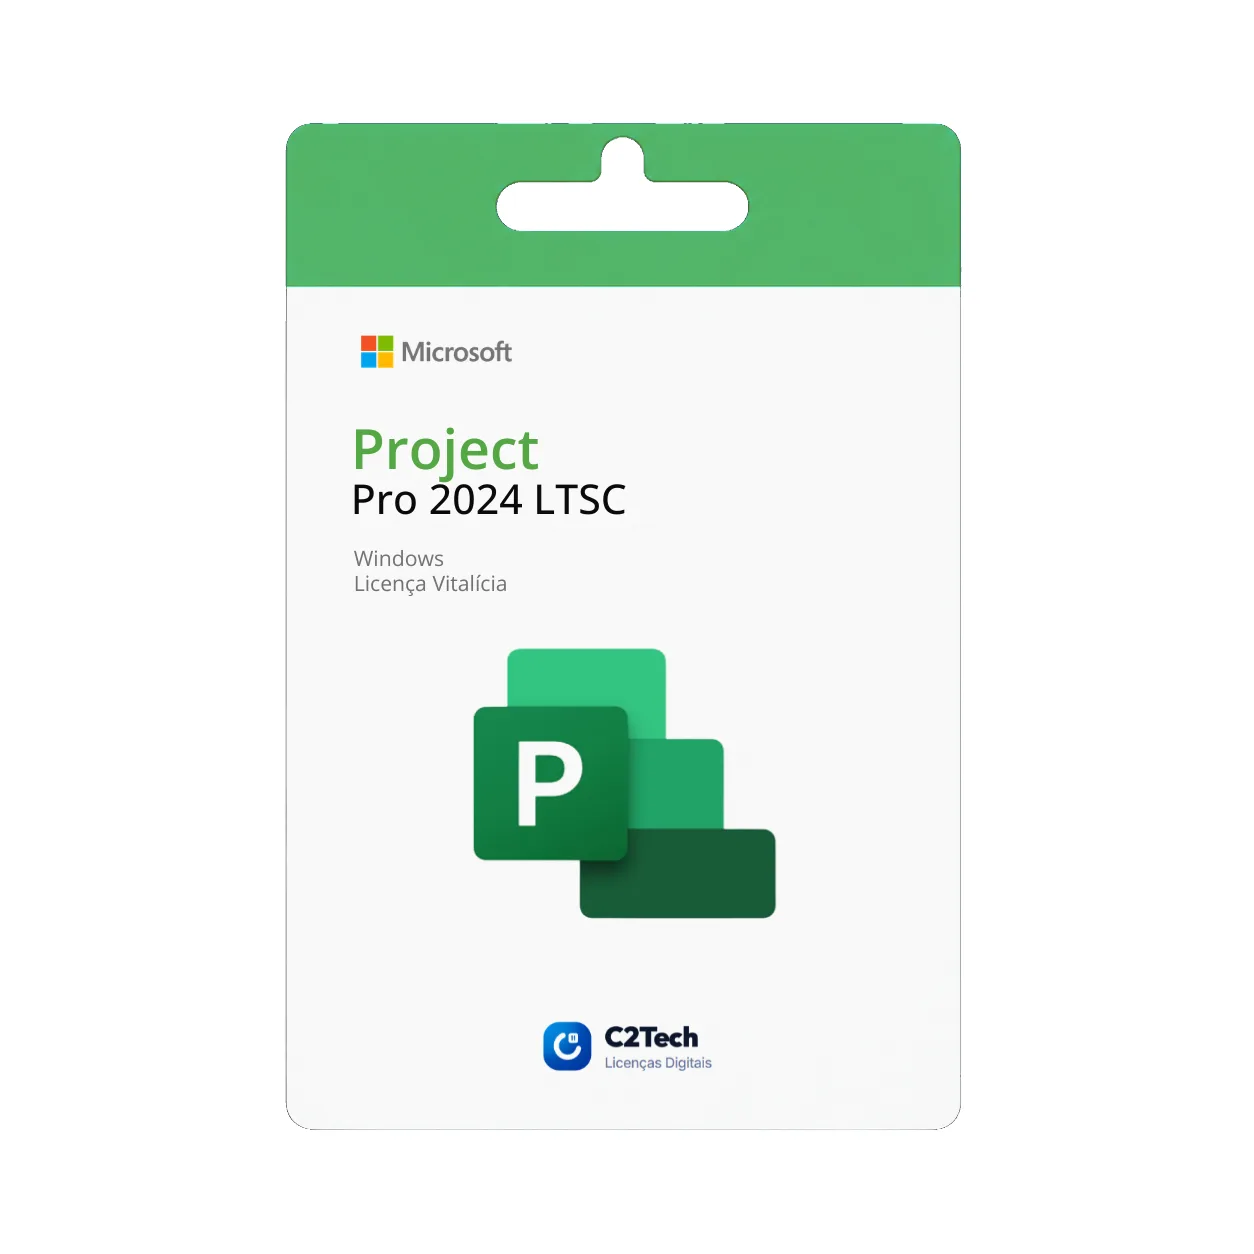 Microsoft
Project
Pro 2024 LTSC
Windows
Licença Vitalícia
P
C2Tech
Licenças Digitais